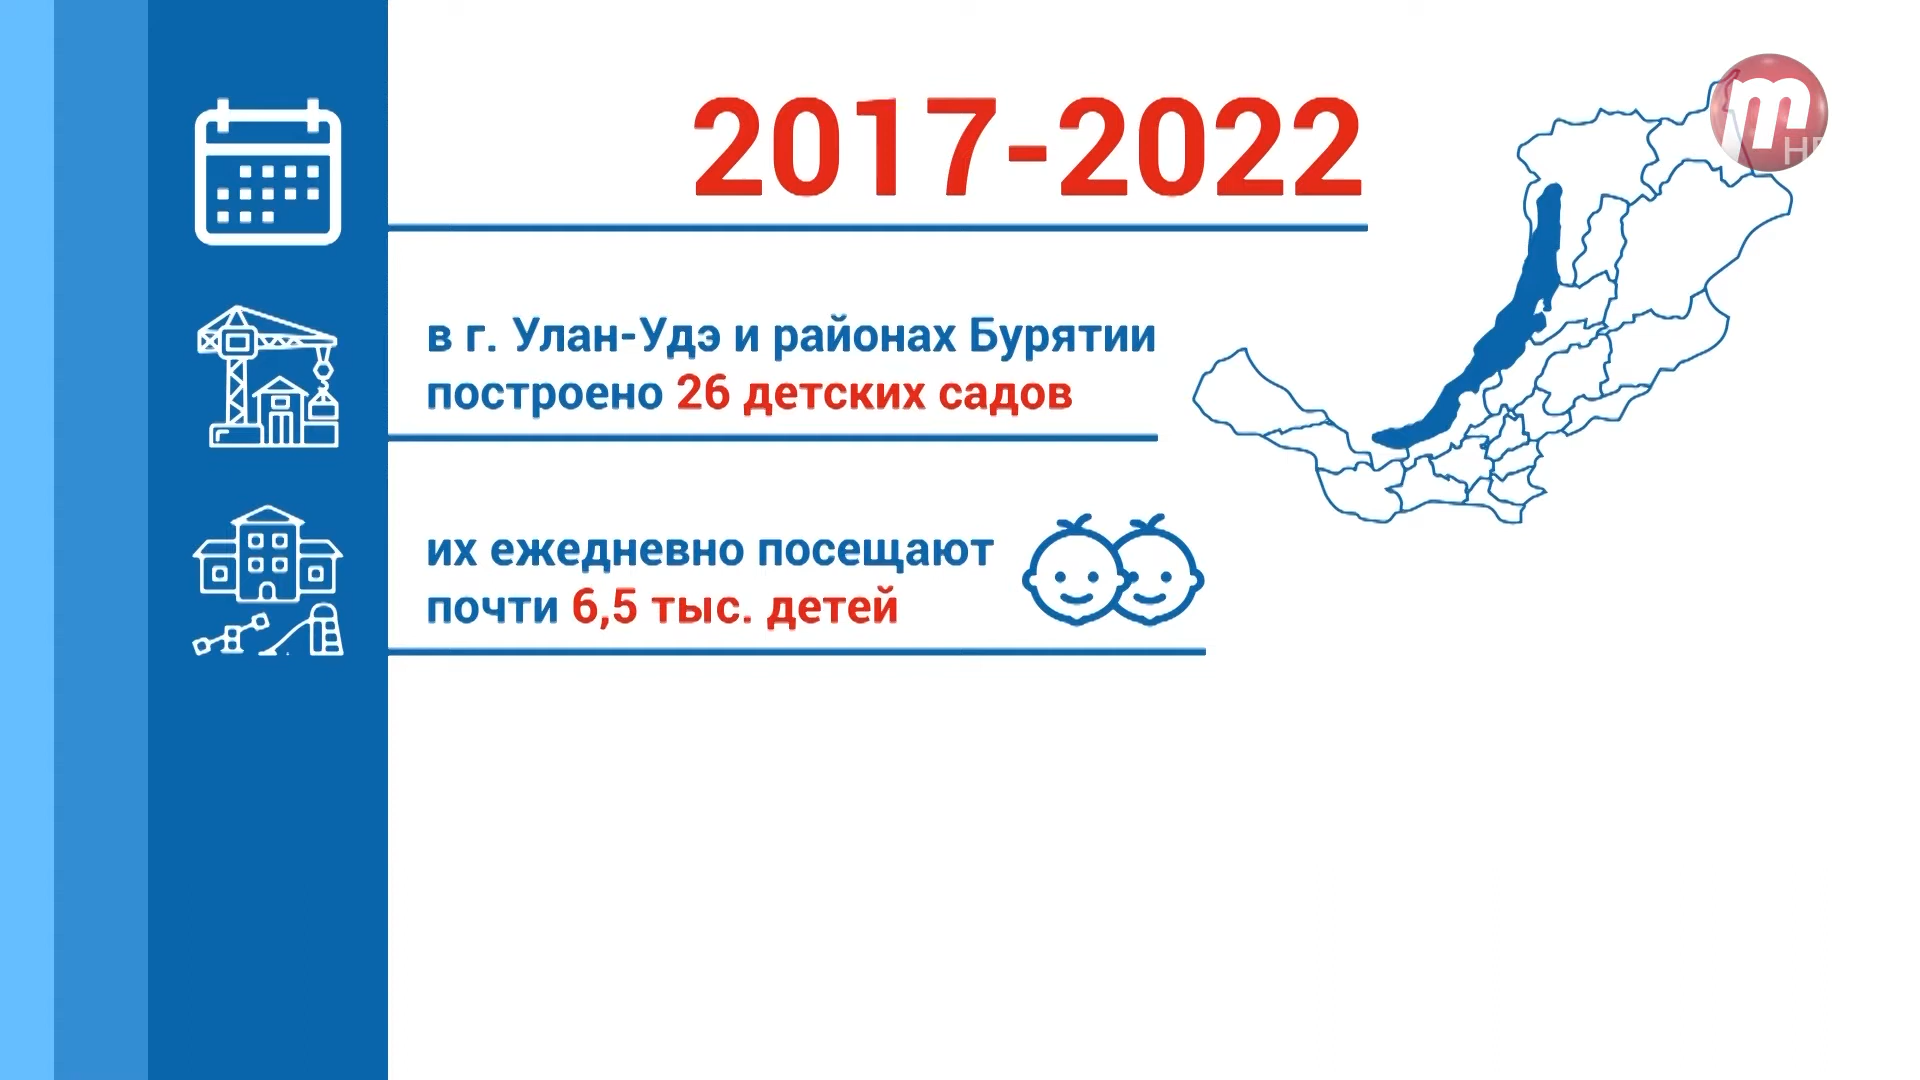 2017-2022
в г. Улан-Удэ и районах Бурятии
построено 26 детских садов
их ежедневно посещают
почти 6,5 тыс. детей